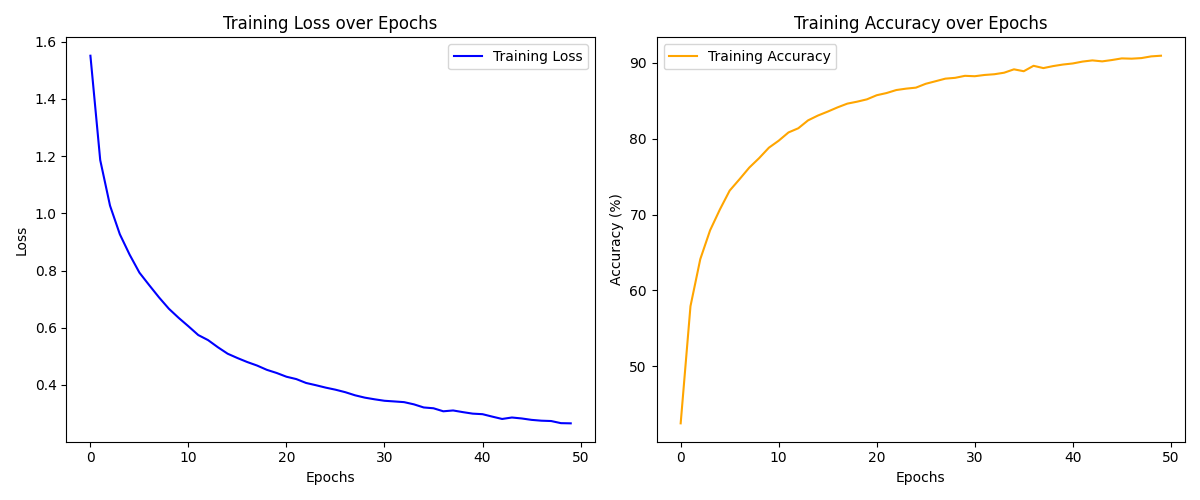 Training Loss over Epochs
1.6
1.4
1.2
1.0
0.8
0.6
0.4
Loss
Training Loss
0 10 20 30 40 50
Epochs
Training Accuracy over Epochs
90
80
70
60
50
Accuracy (%)
Training Accuracy
0 10 20 30 40 50
Epochs